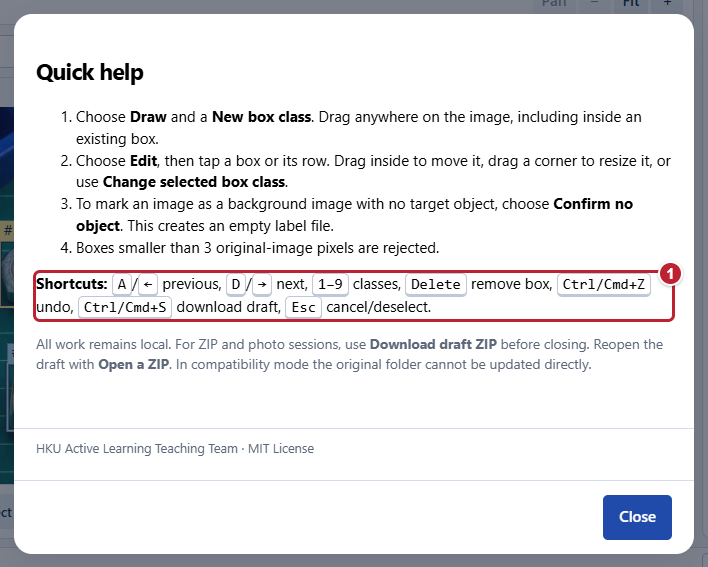 Pan − Fit +
Quick help
1. Choose Draw and a New box class. Drag anywhere on the image, including inside an
existing box.
2. Choose Edit, then tap a box or its row. Drag inside to move it, drag a corner to resize it, or
use Change selected box class.
3. To mark an image as a background image with no target object, choose Confirm no
object. This creates an empty label file.
4. Boxes smaller than 3 original-image pixels are rejected.
1
Shortcuts: A/← previous, D/→ next, 1–9 classes, Delete remove box, Ctrl/Cmd+Z
undo, Ctrl/Cmd+S download draft, Esc cancel/deselect.
All work remains local. For ZIP and photo sessions, use Download draft ZIP before closing. Reopen the
draft with Open a ZIP. In compatibility mode the original folder cannot be updated directly.
HKU Active Learning Teaching Team · MIT License
Close
#